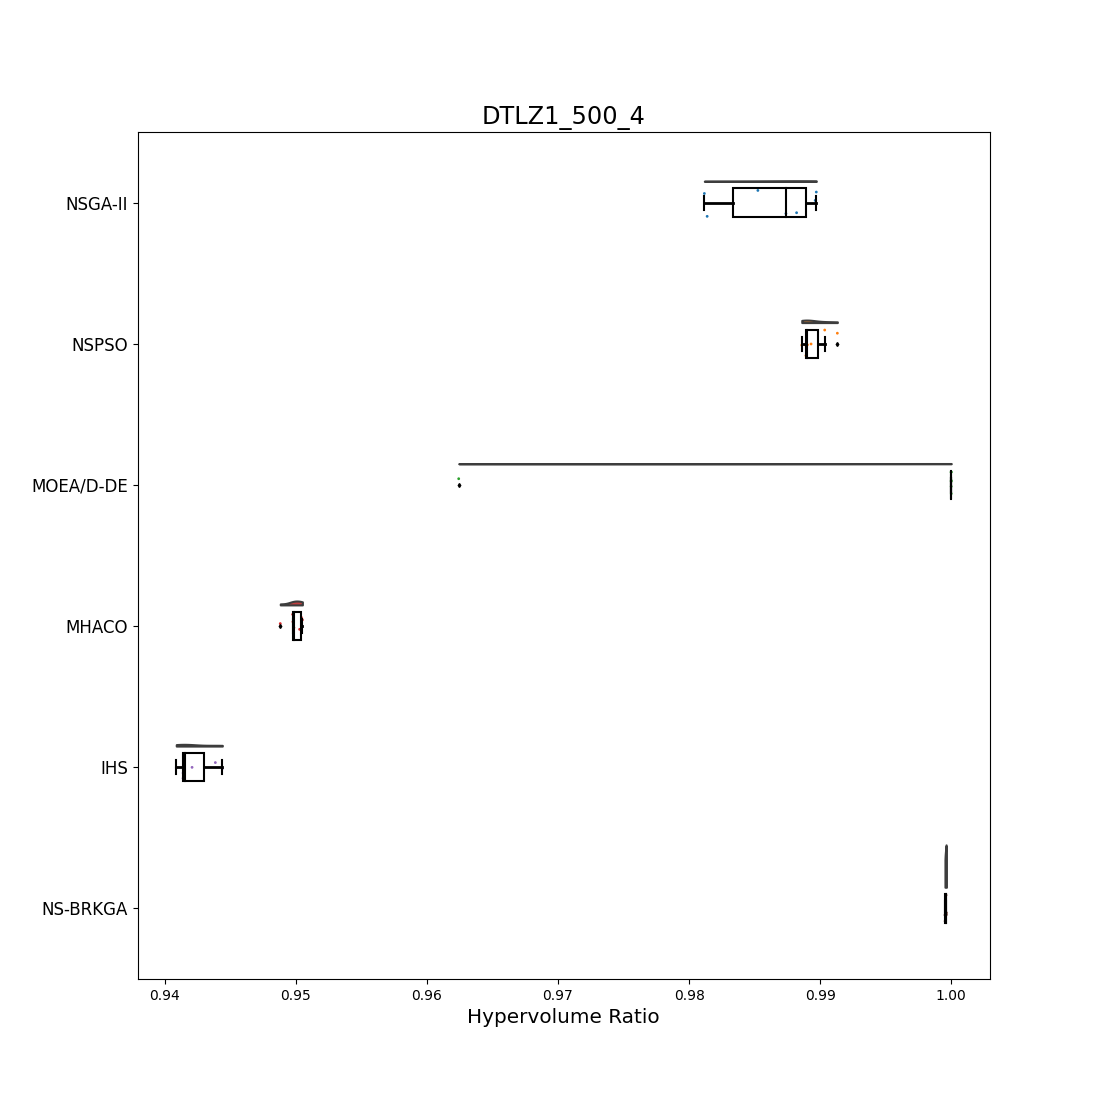 DTLZ1_500_4
NSGA-II
NSPSO
MOEA/D-DE
MHACO
IHS
NS-BRKGA
0.94 0.95 0.96 0.97 0.98 0.99 1.00
Hypervolume Ratio